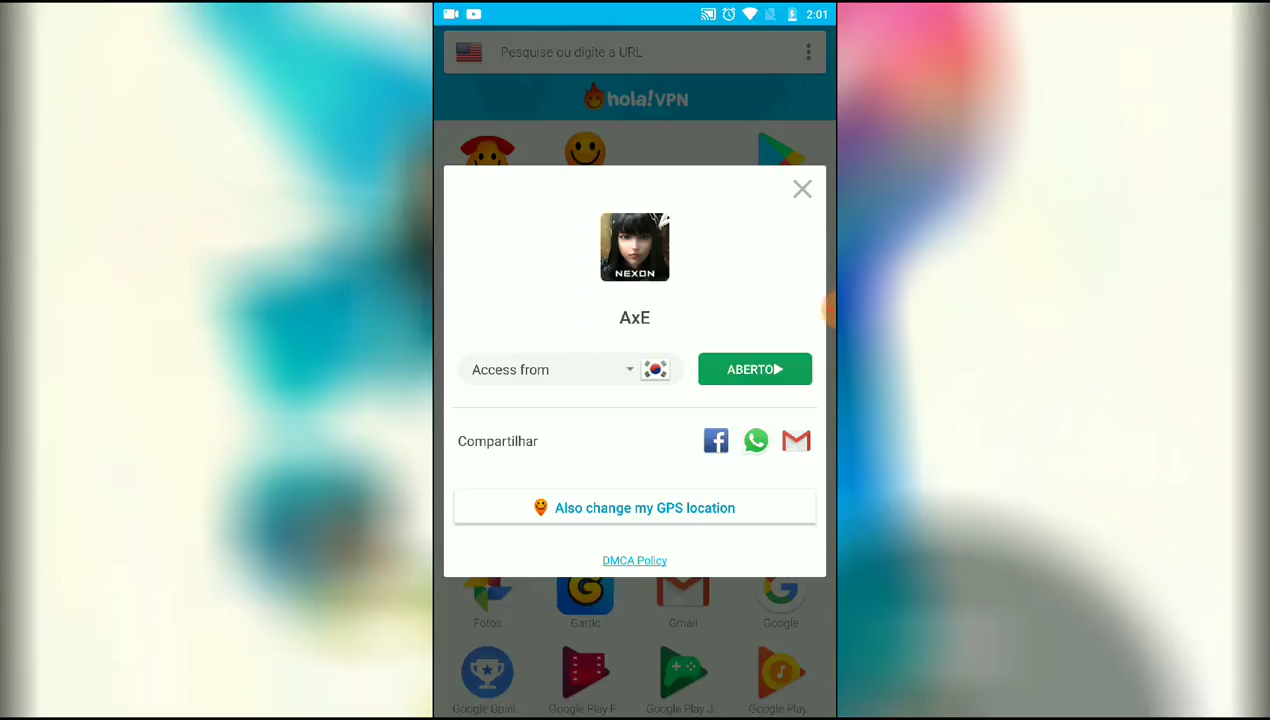 2:01
Pesquise ou digite a URL
hola!VPN
NEXON
AxE
Access from
ABERTO
Compartilhar
Also change my GPS location
DMCA Policy
Fotos
Gartic
Gmail
Google
Google Opini...
Google Play F...
Google Play J...
Google Play.